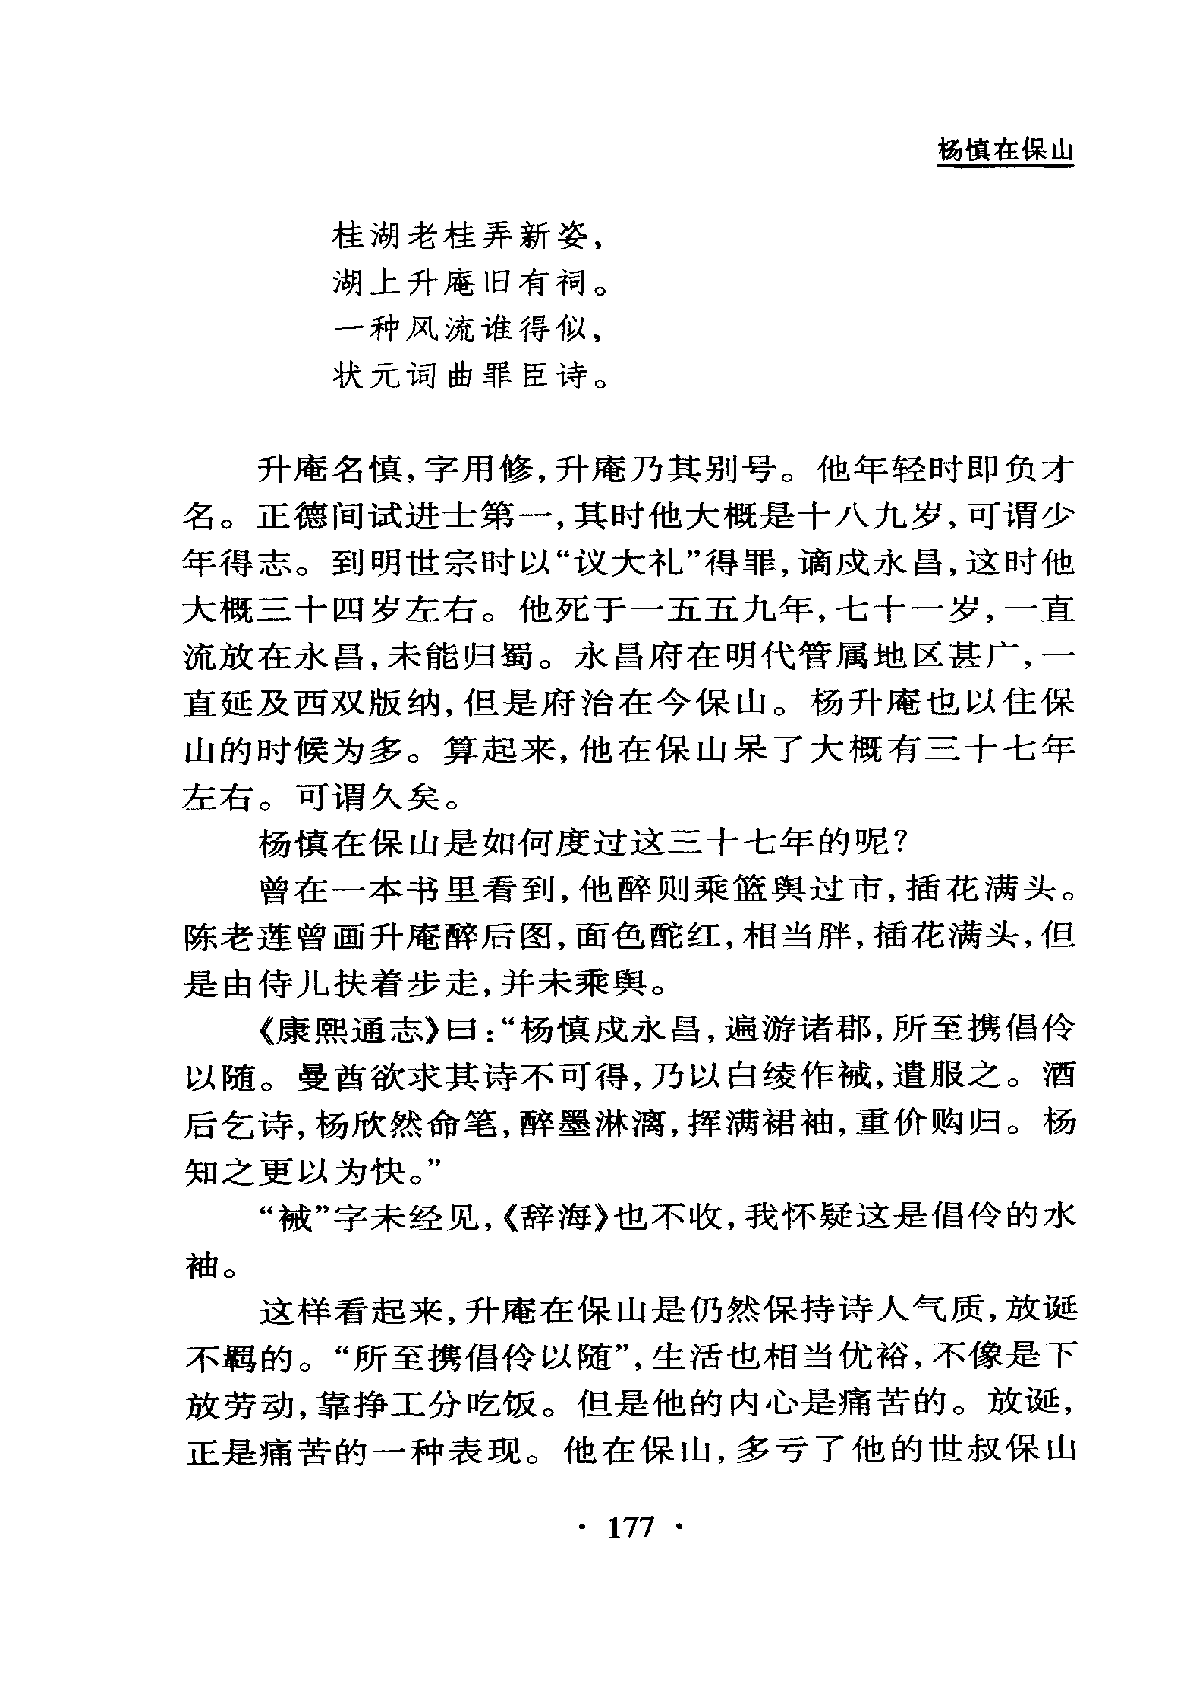 杨慎在保山
桂湖老桂弄新姿，
湖上升庵旧有祠。
一种风流谁得似，
状元词曲罪臣诗。
升庵名慎，字用修，升庵乃其别号。他年轻时即负才
名。正德间试进士第一，其时他大概是十八九岁，可谓少
年得志。到明世宗时以“议大礼”得罪，谪戍永昌，这时他
大概三十四岁左右。他死于一五五九年，七十一岁，一直
流放在永昌，未能归蜀。永昌府在明代管属地区甚广，一
直延及西双版纳，但是府治在今保山。杨升庵也以住保
山的时候为多。算起来，他在保山呆了大概有三十七年
左右。可谓久矣。
杨慎在保山是如何度过这三十七年的呢？
曾在一本书里看到，他醉则乘篮舆过市，插花满头。
陈老莲曾画升庵醉后图，面色酡红，相当胖，插花满头，但
是由侍儿扶着步走，并未乘舆。
《康熙通志》曰：“杨慎戍永昌，遍游诸郡，所至携倡伶
以随。曼酋欲求其诗不可得，乃以白绫作裓，遣服之。酒
后乞诗，杨欣然命笔，醉墨淋漓，挥满裙袖，重价购归。杨
知之更以为快。”
“裓”字未经见，《辞海》也不收，我怀疑这是倡伶的水
袖。
这样看起来，升庵在保山是仍然保持诗人气质，放诞
不羁的。“所至携倡伶以随”，生活也相当优裕，不像是下
放劳动，靠挣工分吃饭。但是他的内心是痛苦的。放诞，
正是痛苦的一种表现。他在保山，多亏了他的世叔保山
· 177 ·